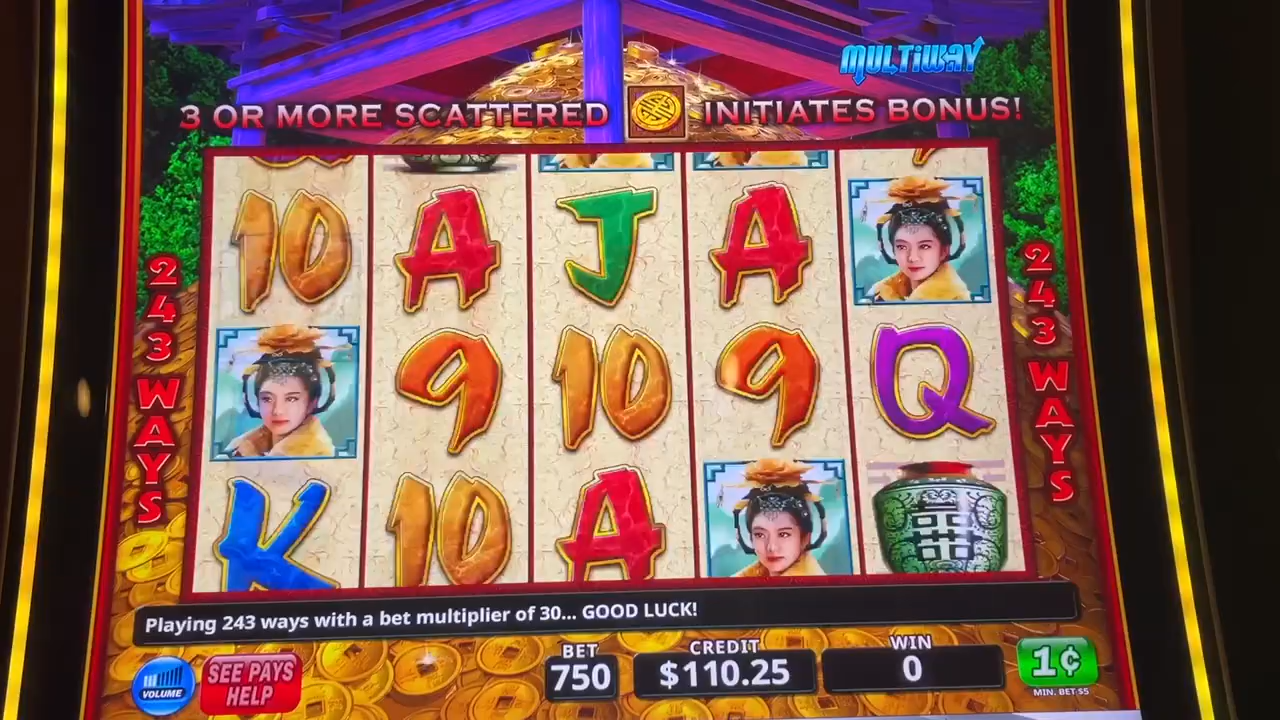 MULTIWAY
3 OR MORE SCATTERED INITIATES BONUS!
10 A J A
9 10 9 Q
K 10 A
243 WAYS
243 WAYS
Playing 243 ways with a bet multiplier of 30... GOOD LUCK!
BET CREDIT WIN
750 $110.25 0
VOLUME
SEE PAYS
HELP
1¢
MIN. BET $5